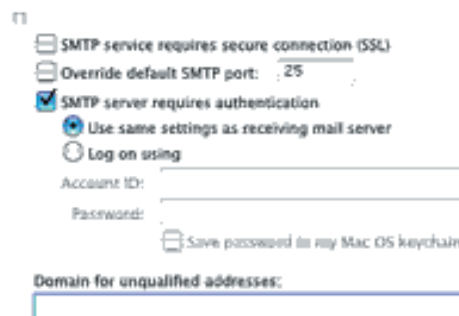 SMTP service requires secure connection (SSL)
Override default SMTP port: 25
SMTP server requires authentication
Use same settings as receiving mail server
Log on using
Account ID:
Password:
Save password in my Mac OS keychain
Domain for unqualified addresses: